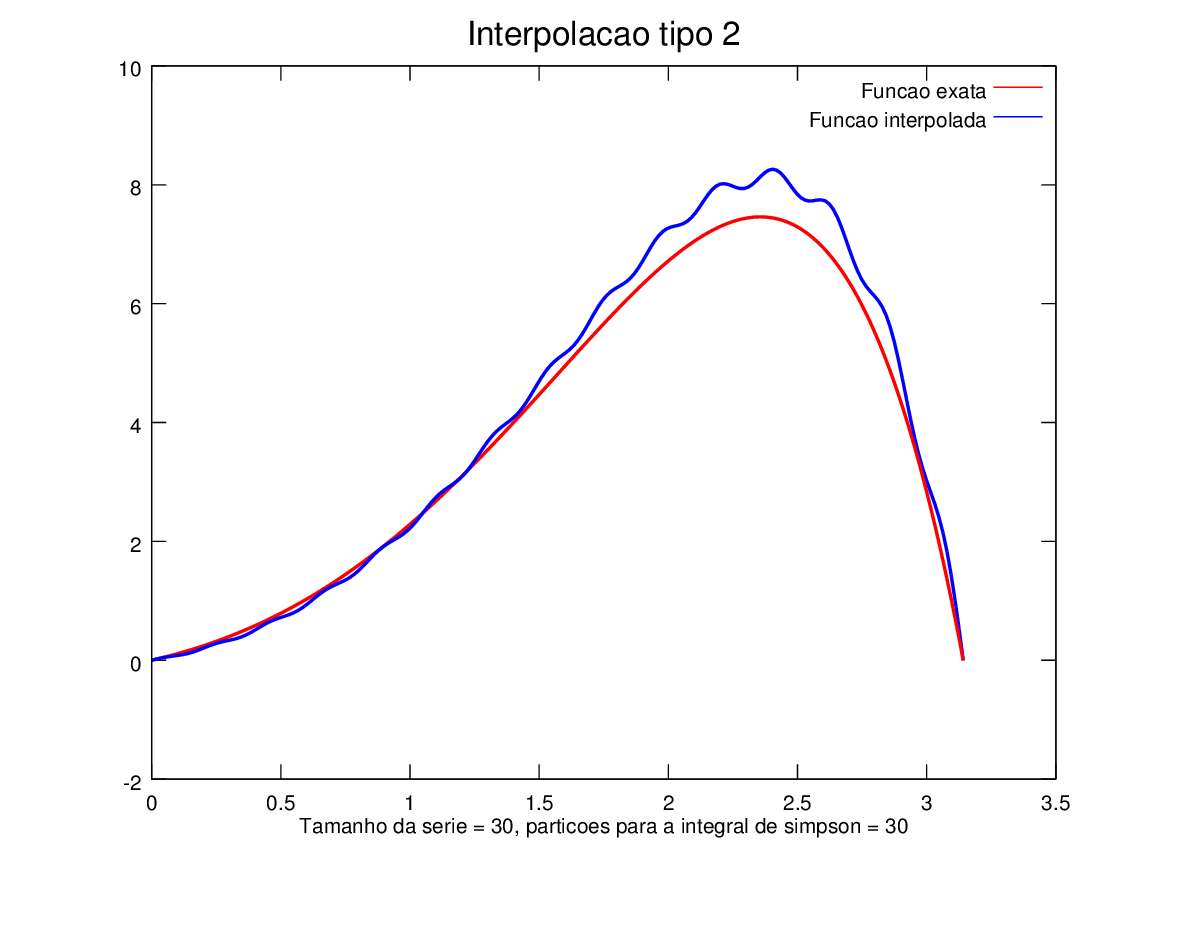 Interpolacao tipo 2
10
Funcao exata
Funcao interpolada
8
6
4
2
0
-2
0 0.5 1 1.5 2 2.5 3 3.5
Tamanho da serie = 30, particoes para a integral de simpson = 30